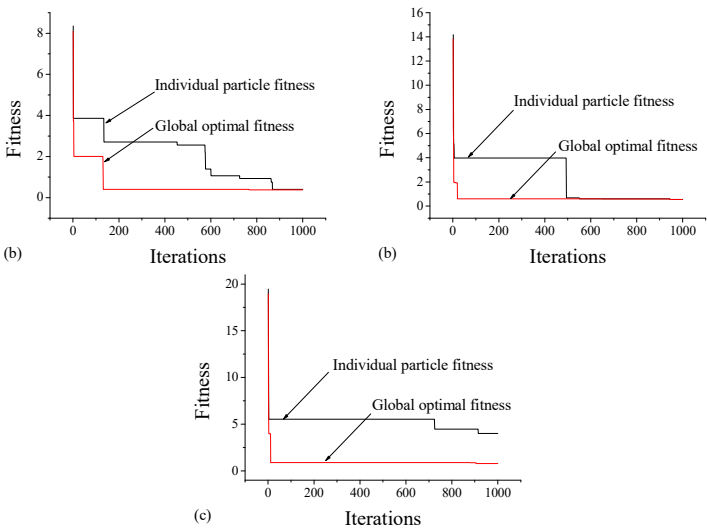 8
6
4
2
0
Fitness
Individual particle fitness
Global optimal fitness
0 200 400 600 800 1000
(b)
Iterations
16
14
12
10
8
6
4
2
0
Fitness
Individual particle fitness
Global optimal fitness
0 200 400 600 800 1000
(b)
Iterations
20
15
10
5
0
Fitness
Individual particle fitness
Global optimal fitness
0 200 400 600 800 1000
(c)
Iterations